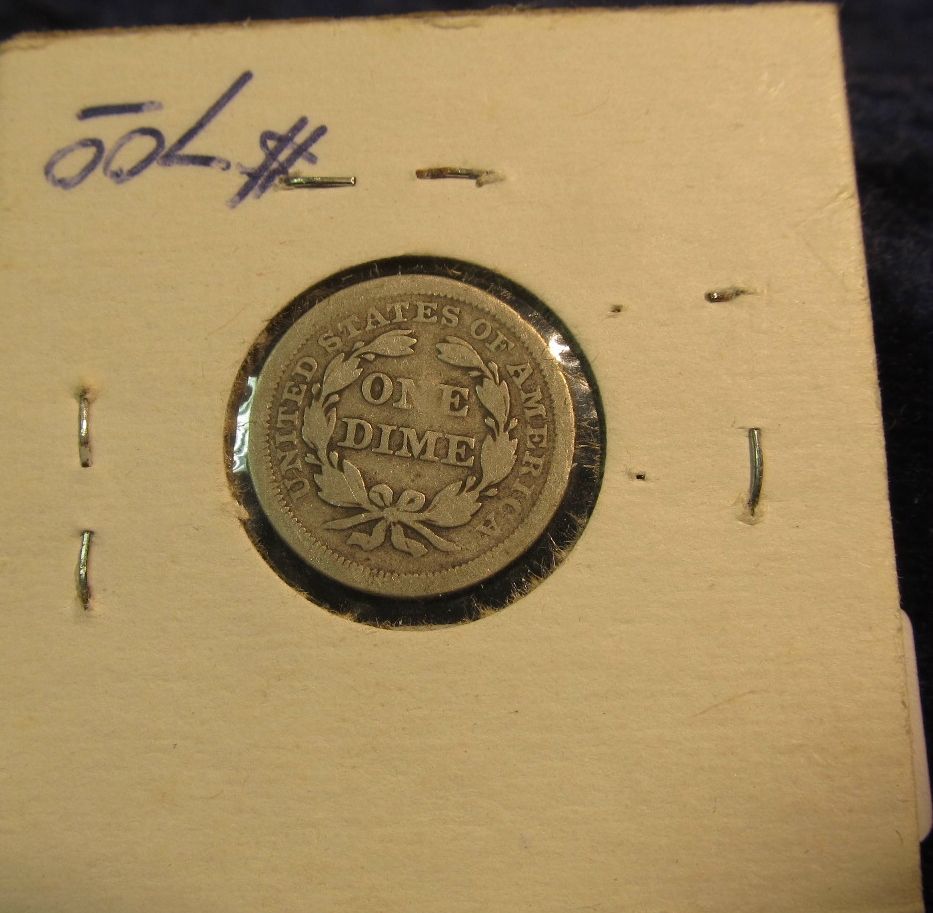 $700
UNITED STATES OF AMERICA
ONE
DIME